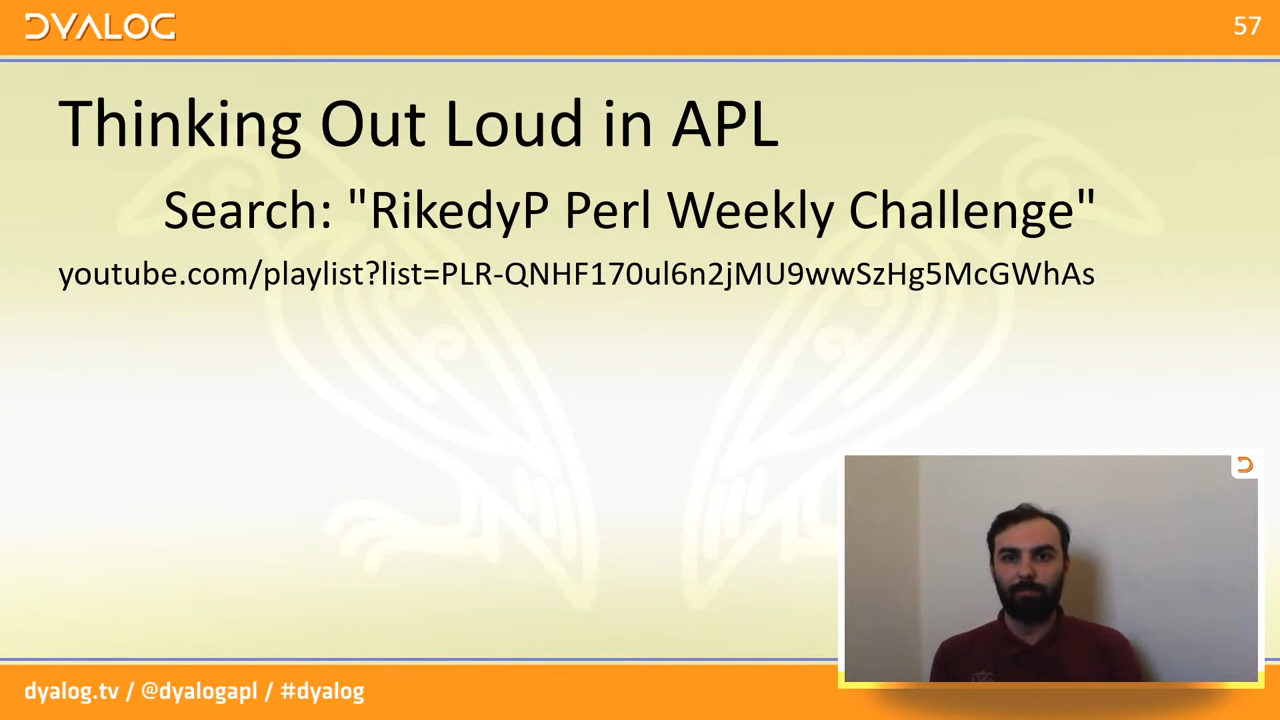 DYALOG
57
Thinking Out Loud in APL
Search: "RikedyP Perl Weekly Challenge"
youtube.com/playlist?list=PLR-QNHF170ul6n2jMU9wwSzHg5McGWhAs
dyalog.tv / @dyalogapl / #dyalog